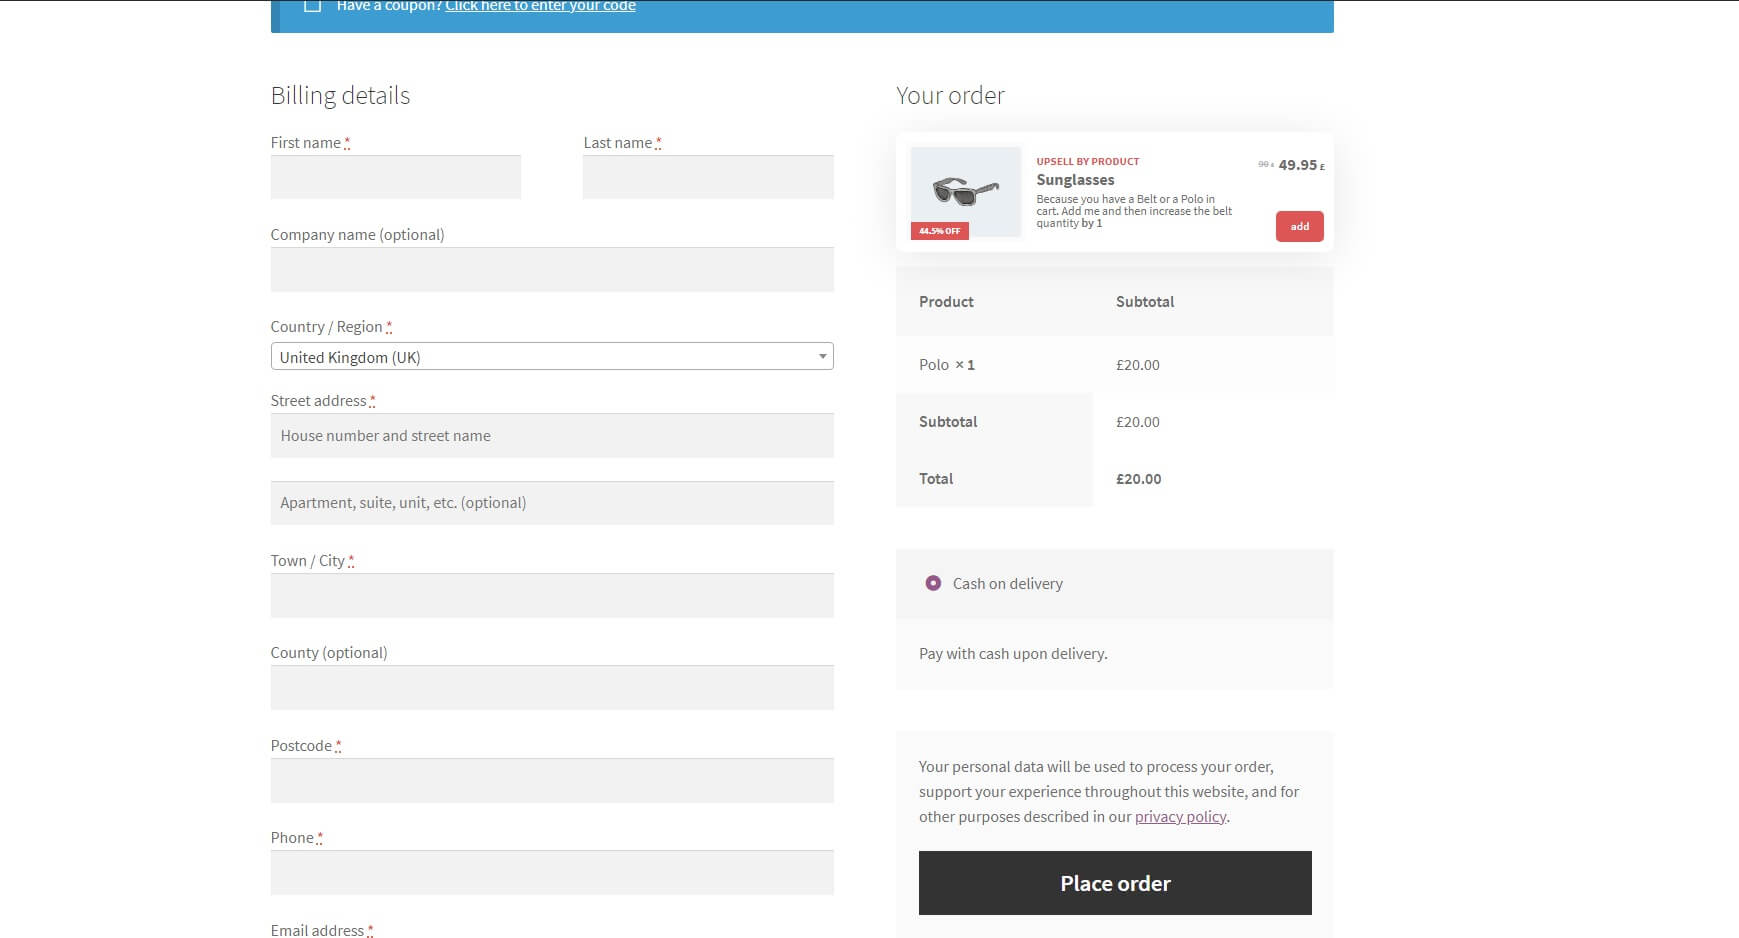 Have a coupon? Click here to enter your code
Billing details
First name *
Last name *
Company name (optional)
Country / Region *
United Kingdom (UK)
Street address *
House number and street name
Apartment, suite, unit, etc. (optional)
Town / City *
County (optional)
Postcode *
Phone *
Email address *
Your order
UPSELL BY PRODUCT
Sunglasses
Because you have a Belt or a Polo in
cart. Add me and then increase the belt
quantity by 1
44.5% OFF
49.95 £
add
Product Subtotal
Polo × 1 £20.00
Subtotal £20.00
Total £20.00
Cash on delivery
Pay with cash upon delivery.
Your personal data will be used to process your order,
support your experience throughout this website, and for
other purposes described in our privacy policy.
Place order